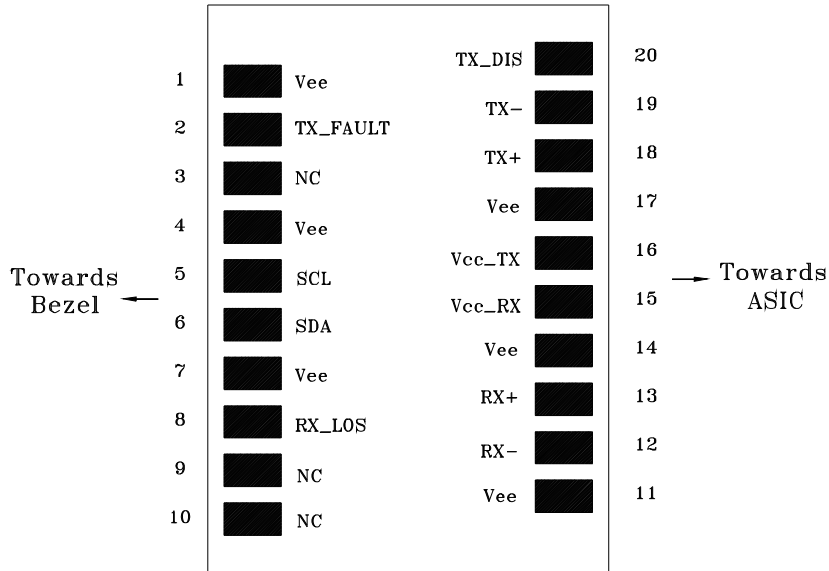 1 Vee
2 TX_FAULT
3 NC
4 Vee
5 SCL
6 SDA
7 Vee
8 RX_LOS
9 NC
10 NC
Towards
Bezel
TX_DIS 20
TX- 19
TX+ 18
Vee 17
Vcc_TX 16
Vcc_RX 15
Vee 14
RX+ 13
RX- 12
Vee 11
Towards
ASIC